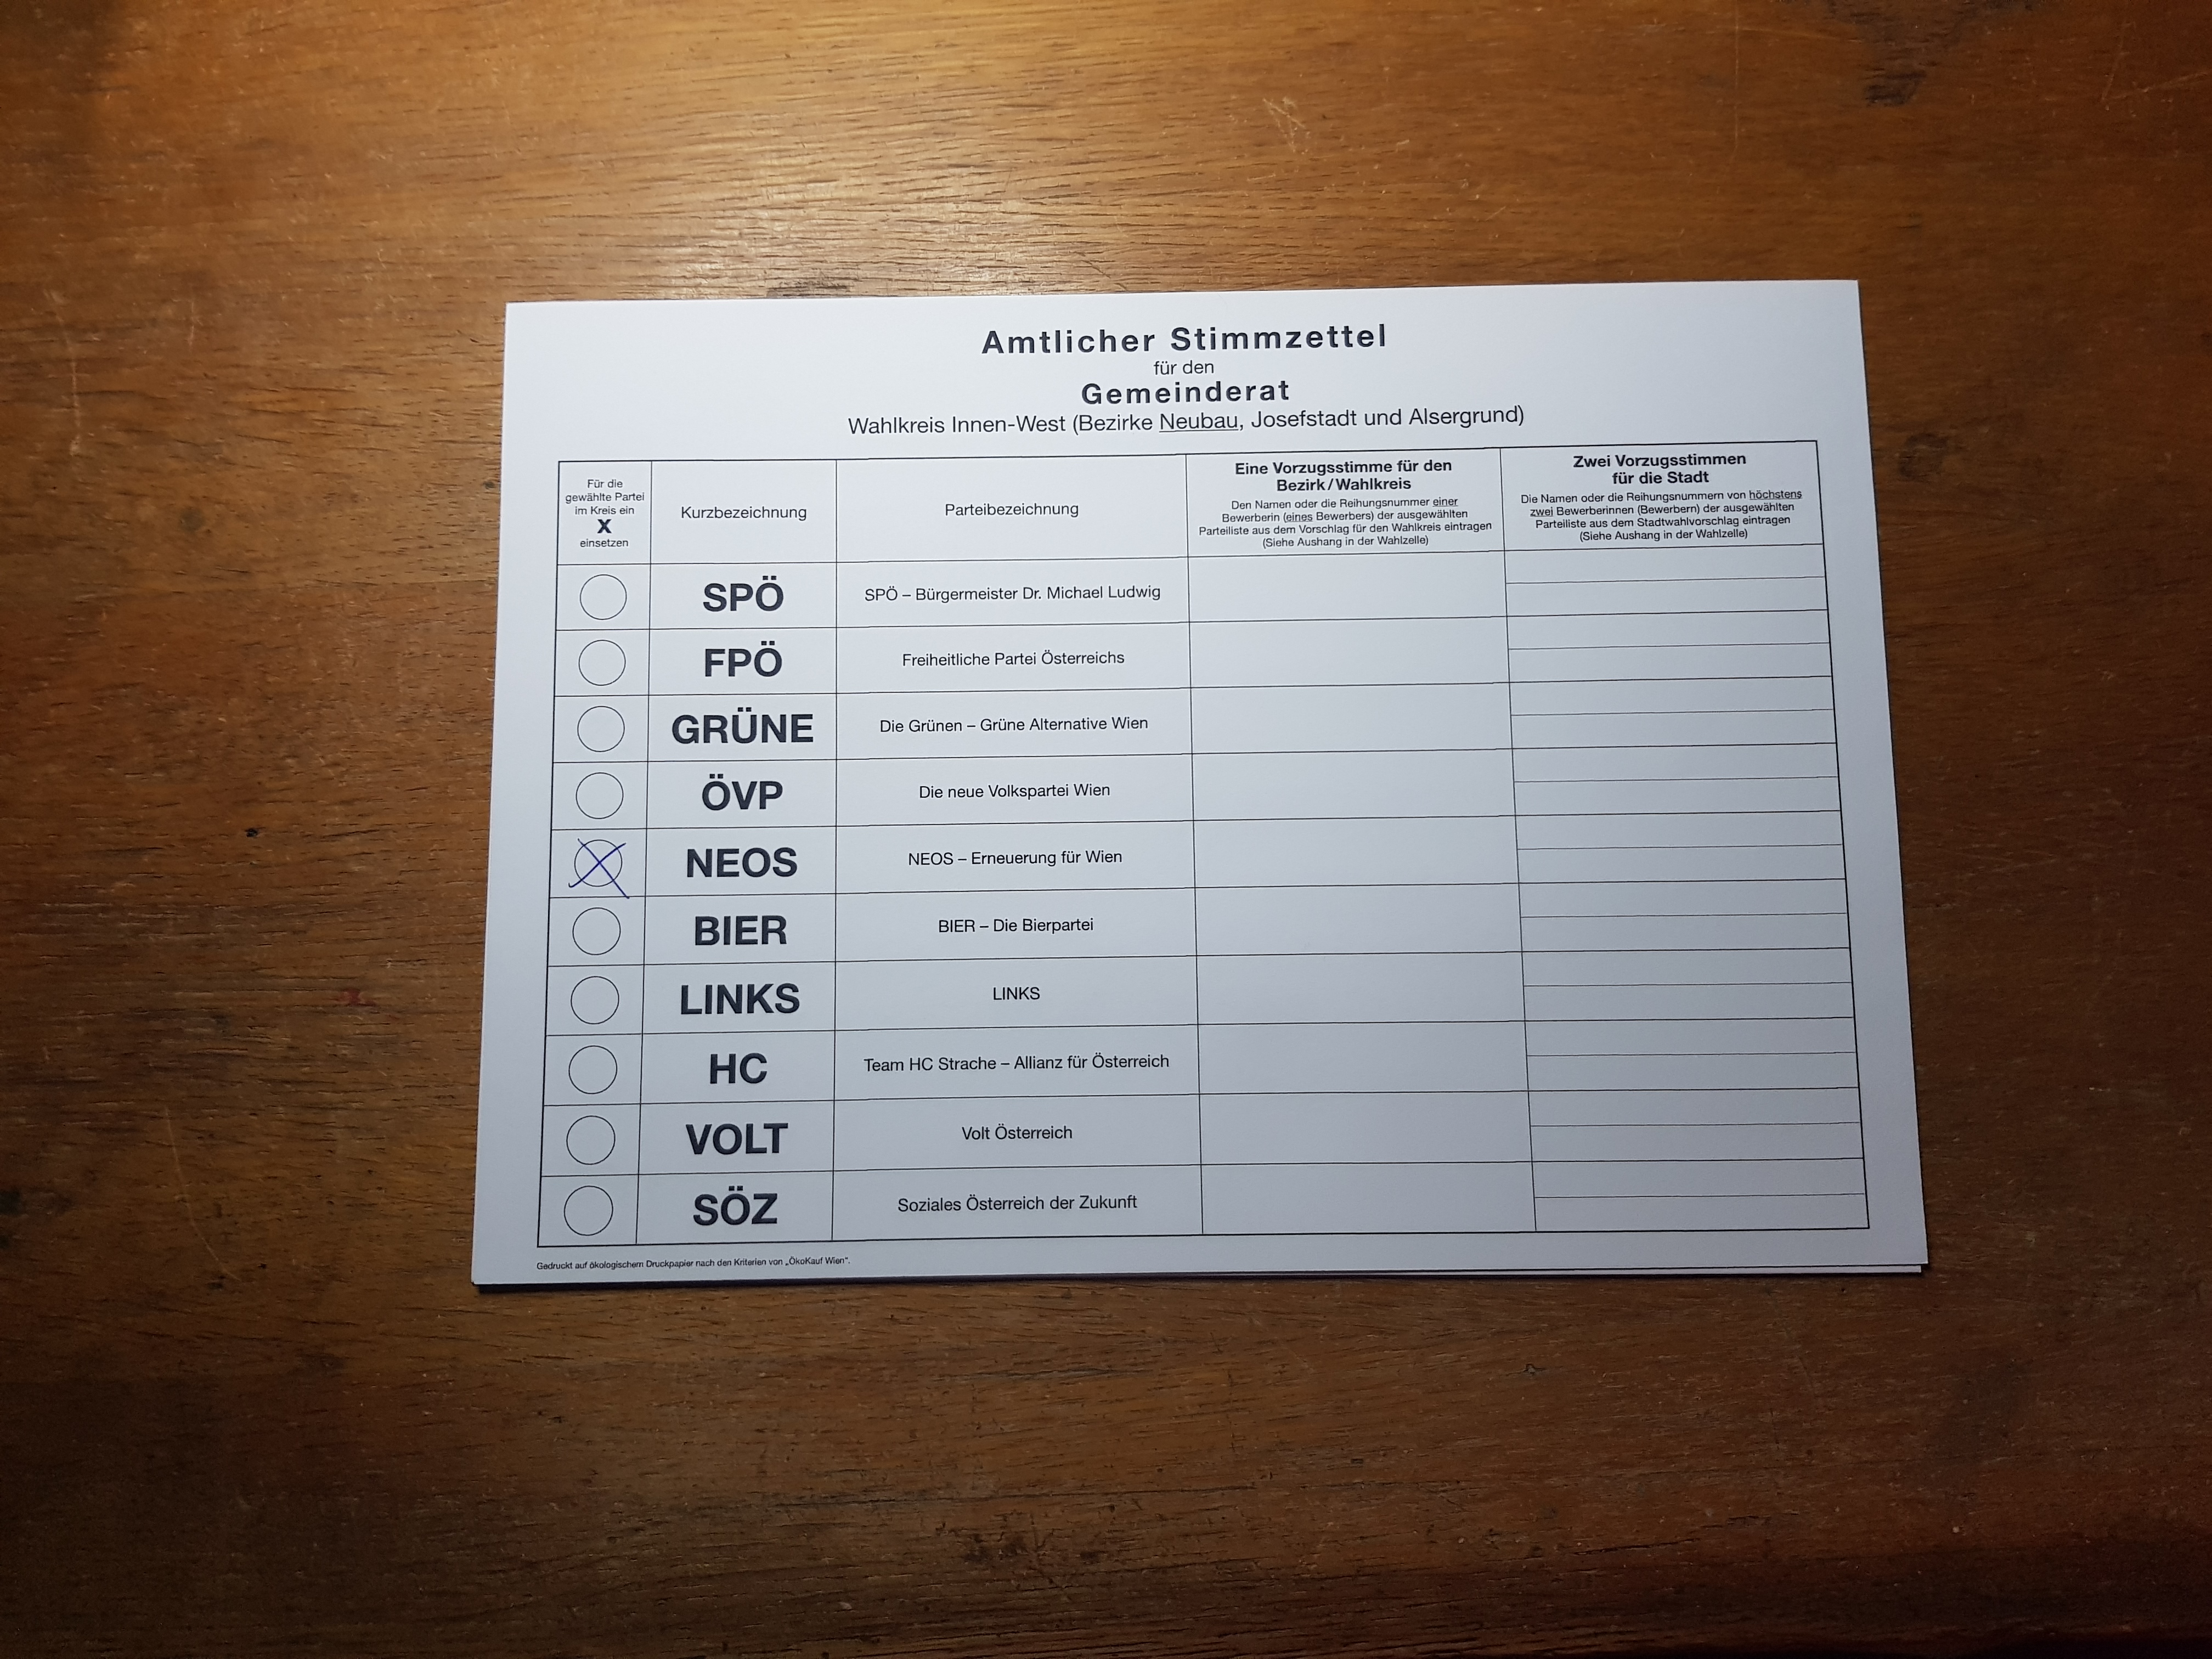 Amtlicher Stimmzettel
für den
Gemeinderat
Wahlkreis Innen-West (Bezirke Neubau, Josefstadt und Alsergrund)
Für die
gewählte Partei
im Kreis ein
X
einsetzen
Kurzbezeichnung
Parteibezeichnung
Eine Vorzugsstimme für den
Bezirk/Wahlkreis
Den Namen oder die Reihungsnummer einer
Bewerberin (eines Bewerbers) der ausgewählten
Parteiliste aus dem Vorschlag für den Wahlkreis eintragen
(Siehe Aushang in der Wahlzelle)
Zwei Vorzugsstimmen
für die Stadt
Die Namen oder die Reihungsnummern von höchstens
zwei Bewerberinnen (Bewerbern) der ausgewählten
Parteiliste aus dem Stadtwahlvorschlag eintragen
(Siehe Aushang in der Wahlzelle)
SPÖ SPÖ – Bürgermeister Dr. Michael Ludwig
FPÖ Freiheitliche Partei Österreichs
GRÜNE Die Grünen – Grüne Alternative Wien
ÖVP Die neue Volkspartei Wien
X NEOS NEOS – Erneuerung für Wien
BIER BIER – Die Bierpartei
LINKS LINKS
HC Team HC Strache – Allianz für Österreich
VOLT Volt Österreich
SÖZ Soziales Österreich der Zukunft
Gedruckt auf ökologischem Druckpapier nach den Kriterien von „ÖkoKauf Wien“.